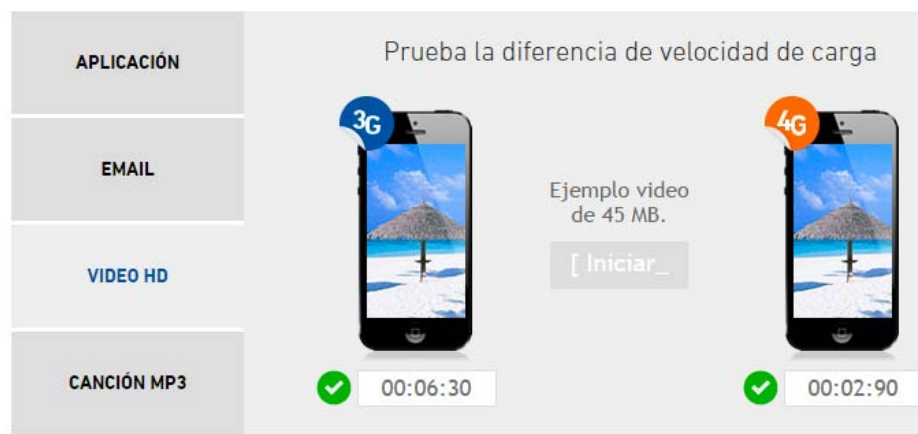 Prueba la diferencia de velocidad de carga
APLICACIÓN
EMAIL
VIDEO HD
CANCIÓN MP3
3G
Ejemplo video
de 45 MB.
[ Iniciar_
4G
00:06:30
00:02:90